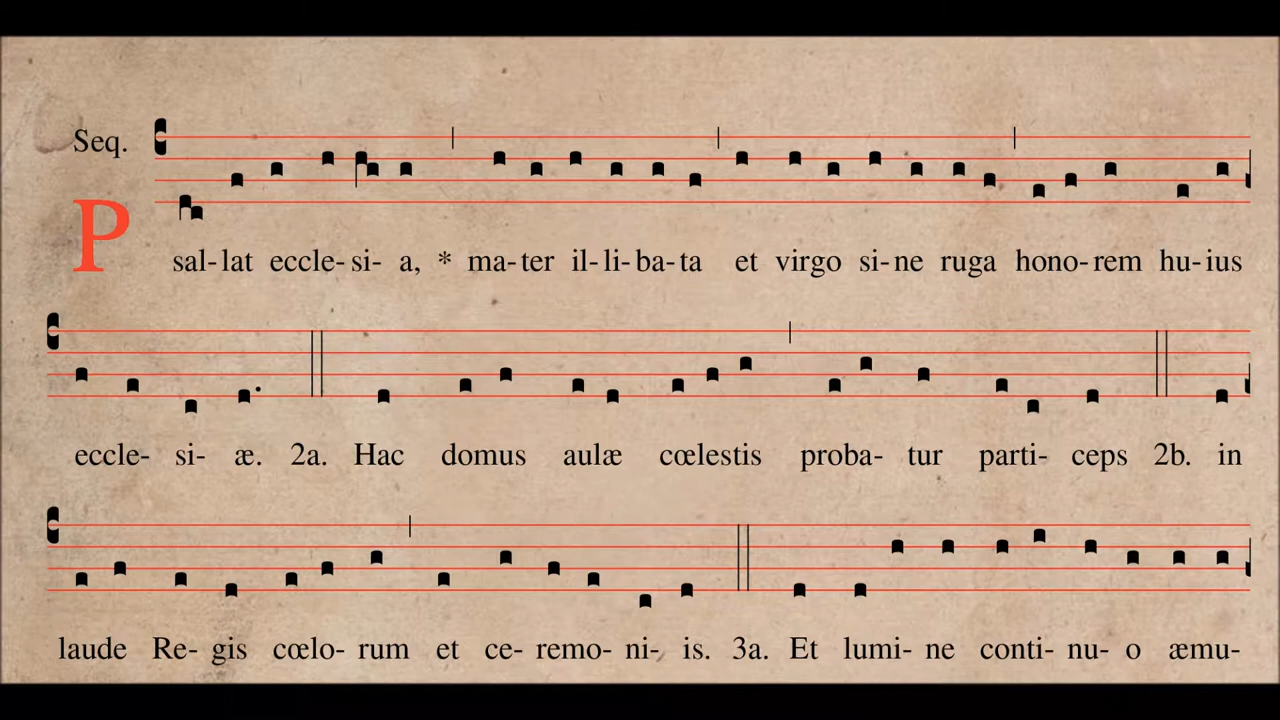 Seq.
Psal-lat eccle-si-a, * ma-ter il-li-ba-ta et virgo si-ne ruga hono-rem hu-ius
eccle- si- æ. 2a. Hac domus aulæ cœlestis proba- tur parti- ceps 2b. in
laude Re- gis cœlo- rum et ce- remo- ni- is. 3a. Et lumi- ne conti- nu- o æmu-